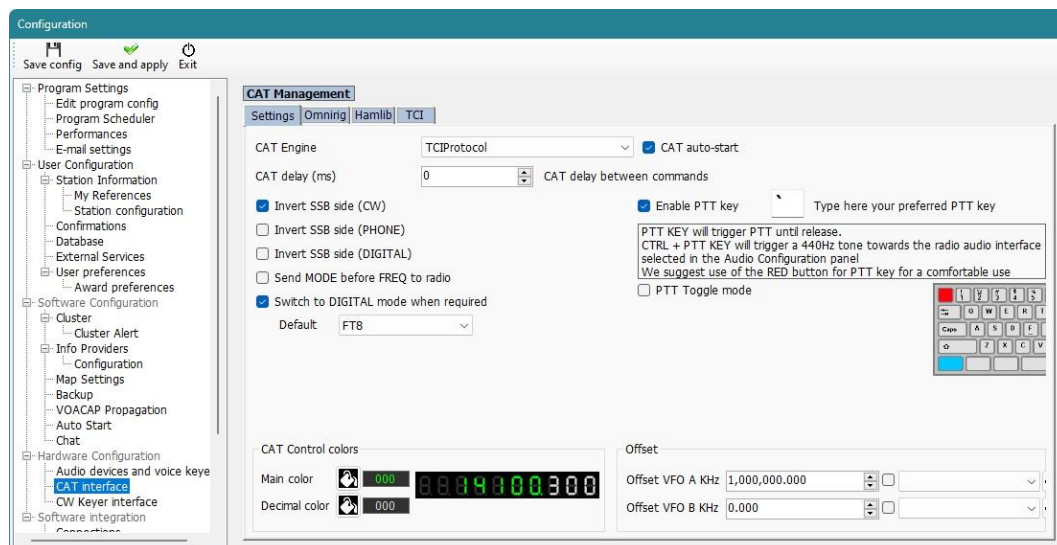 Configuration
Save config Save and apply Exit
Program Settings
Edit program config
Program Scheduler
Performances
E-mail settings
User Configuration
Station Information
My References
Station configuration
Confirmations
Database
External Services
User preferences
Award preferences
Software Configuration
Cluster
Cluster Alert
Info Providers
Configuration
Map Settings
Backup
VOACAP Propagation
Auto Start
Chat
Hardware Configuration
Audio devices and voice keye
CAT interface
CW Keyer interface
Software integration
Connections
CAT Management
Settings Omnirig Hamlib TCI
CAT Engine TCIProtocol CAT auto-start
CAT delay (ms) 0 CAT delay between commands
Invert SSB side (CW)
Invert SSB side (PHONE)
Invert SSB side (DIGITAL)
Send MODE before FREQ to radio
Switch to DIGITAL mode when required
Default FT8
Enable PTT key ` Type here your preferred PTT key
PTT KEY will trigger PTT until release.
CTRL + PTT KEY will trigger a 440Hz tone towards the radio audio interface
selected in the Audio Configuration panel
We suggest use of the RED button for PTT key for a comfortable use
PTT Toggle mode
Caps A S D F
Z X C V
CAT Control colors
Main color 000
Decimal color 000
14100.300
Offset
Offset VFO A KHz 1,000,000.000
Offset VFO B KHz 0.000